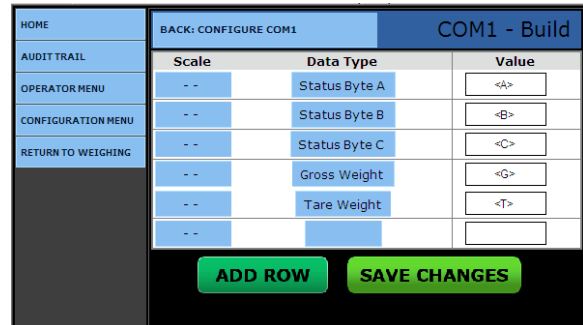 HOME
BACK: CONFIGURE COM1
COM1 - Build
AUDIT TRAIL
OPERATOR MENU
CONFIGURATION MENU
RETURN TO WEIGHING
Scale Data Type Value
- - Status Byte A <A>
- - Status Byte B <B>
- - Status Byte C <C>
- - Gross Weight <G>
- - Tare Weight <T>
- -
ADD ROW SAVE CHANGES